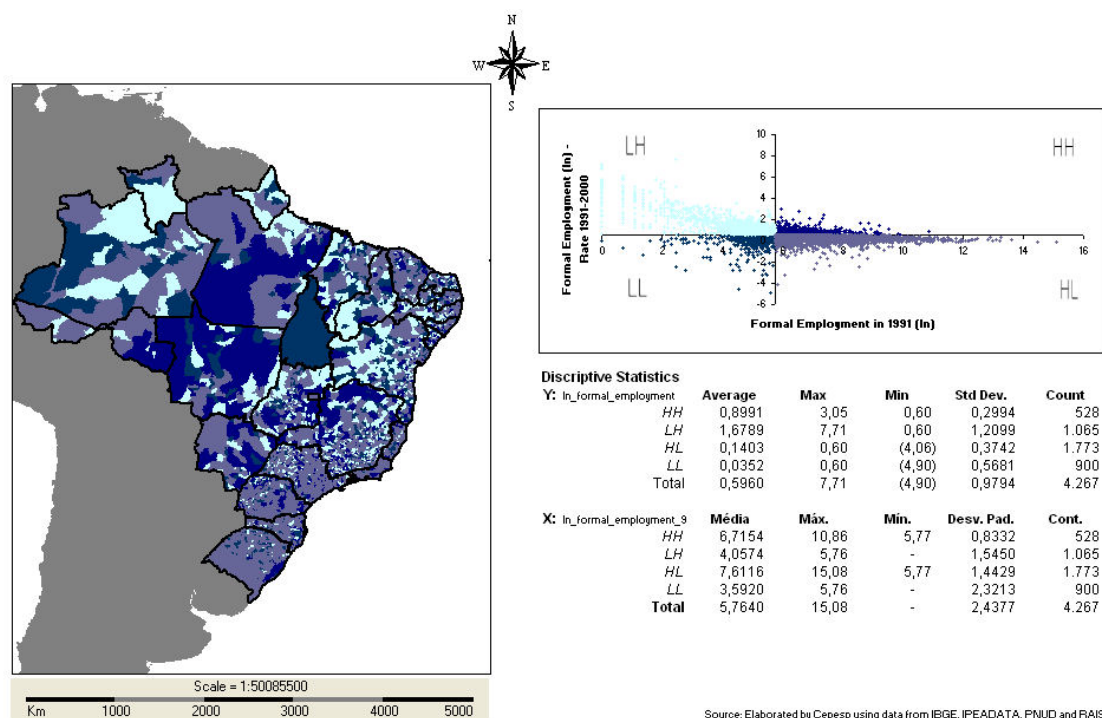 N
W E
S
LH
HH
LL
HL
Formal Employment (ln) -
Rate 1991-2000
10
8
6
4
2
0
-2
-4
-6
0 2 4 6 8 10 12 14 16
Formal Employment in 1991 (ln)
Discriptive Statistics
Y: ln_formal_employment Average Max Min Std Dev. Count
HH 0,8991 3,05 0,60 0,2994 528
LH 1,6789 7,71 0,60 1,2099 1.065
HL 0,1403 0,60 (4,06) 0,3742 1.773
LL 0,0352 0,60 (4,90) 0,5681 900
Total 0,5960 7,71 (4,90) 0,9794 4.267
X: ln_formal_employment_9 Média Máx. Mín. Desv. Pad. Cont.
HH 6,7154 10,86 5,77 0,8332 528
LH 4,0574 5,76 - 1,5450 1.065
HL 7,6116 15,08 5,77 1,4429 1.773
LL 3,5920 5,76 - 2,3213 900
Total 5,7640 15,08 - 2,4377 4.267
Scale = 1:50085500
Km 1000 2000 3000 4000 5000
Source: Elaborated by Cepesp using data from IBGE, IPEADATA, PNUD and RAIS